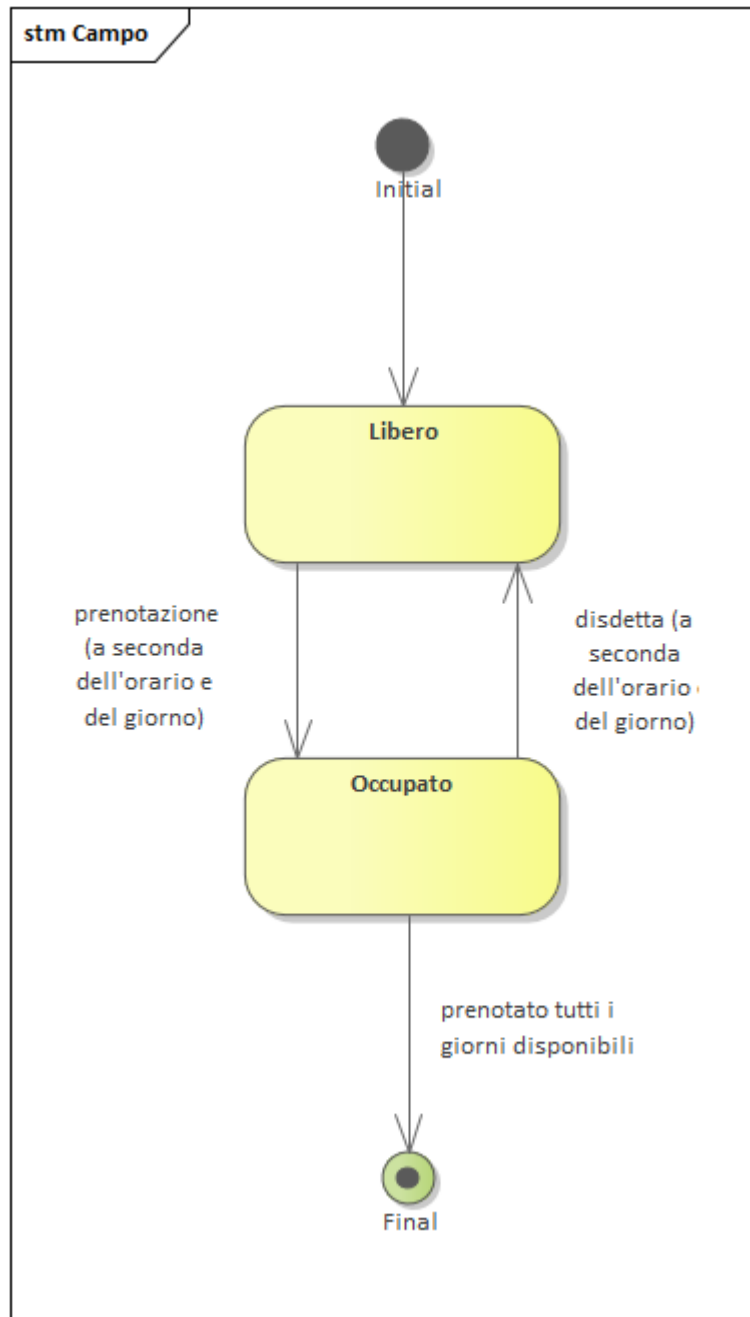 stm Campo
Initial
Libero
prenotazione
(a seconda
dell'orario e
del giorno)
disdetta (a
seconda
dell'orario
del giorno)
Occupato
prenotato tutti i
giorni disponibili
Final